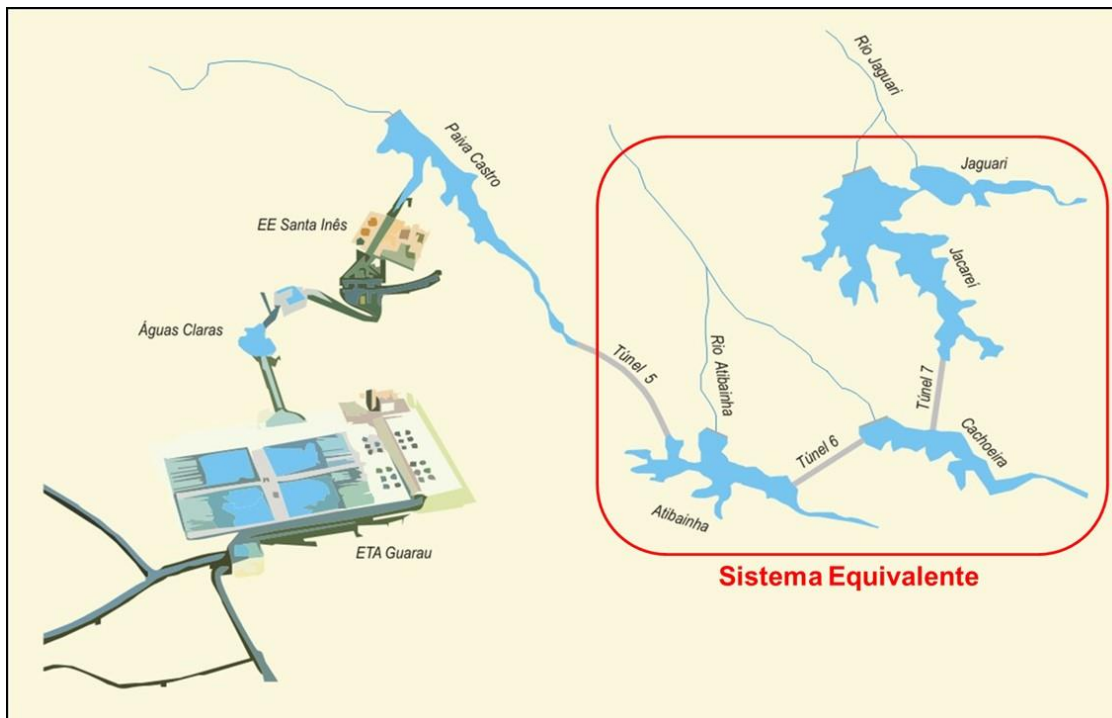 Rio Jaguari
Paiva Castro
Jaguari
EE Santa Inês
Jacareí
Águas Claras
Túnel 5
Rio Atibainha
Túnel 7
Túnel 6
Cachoeira
Atibainha
ETA Guarau
Sistema Equivalente